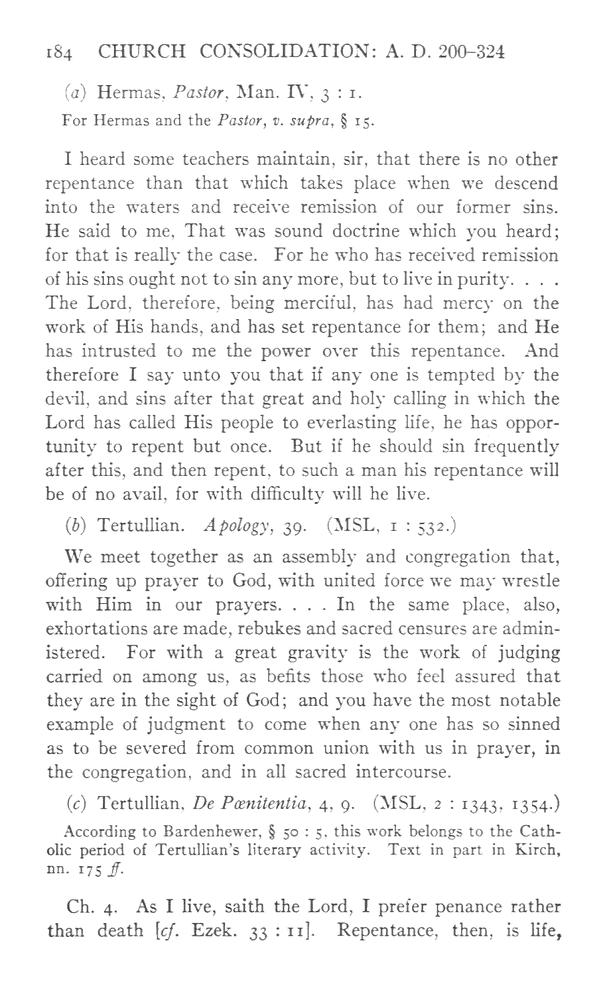 184 CHURCH CONSOLIDATION: A. D. 200–324
(a) Hermas, Pastor, Man. IV, 3 : 1.
For Hermas and the Pastor, v. supra, § 15.
I heard some teachers maintain, sir, that there is no other
repentance than that which takes place when we descend
into the waters and receive remission of our former sins.
He said to me, That was sound doctrine which you heard;
for that is really the case. For he who has received remission
of his sins ought not to sin any more, but to live in purity. . . .
The Lord, therefore, being merciful, has had mercy on the
work of His hands, and has set repentance for them; and He
has intrusted to me the power over this repentance. And
therefore I say unto you that if any one is tempted by the
devil, and sins after that great and holy calling in which the
Lord has called His people to everlasting life, he has oppor-
tunity to repent but once. But if he should sin frequently
after this, and then repent, to such a man his repentance will
be of no avail, for with difficulty will he live.
(b) Tertullian. Apology, 39. (MSL, 1 : 532.)
We meet together as an assembly and congregation that,
offering up prayer to God, with united force we may wrestle
with Him in our prayers. . . . In the same place, also,
exhortations are made, rebukes and sacred censures are admin-
istered. For with a great gravity is the work of judging
carried on among us, as befits those who feel assured that
they are in the sight of God; and you have the most notable
example of judgment to come when any one has so sinned
as to be severed from common union with us in prayer, in
the congregation, and in all sacred intercourse.
(c) Tertullian, De Pœnitentia, 4, 9. (MSL, 2 : 1343, 1354.)
According to Bardenhewer, § 50 : 5, this work belongs to the Cath-
olic period of Tertullian's literary activity. Text in part in Kirch,
nn. 175 ff.
Ch. 4. As I live, saith the Lord, I prefer penance rather
than death [cf. Ezek. 33 : 11]. Repentance, then, is life,